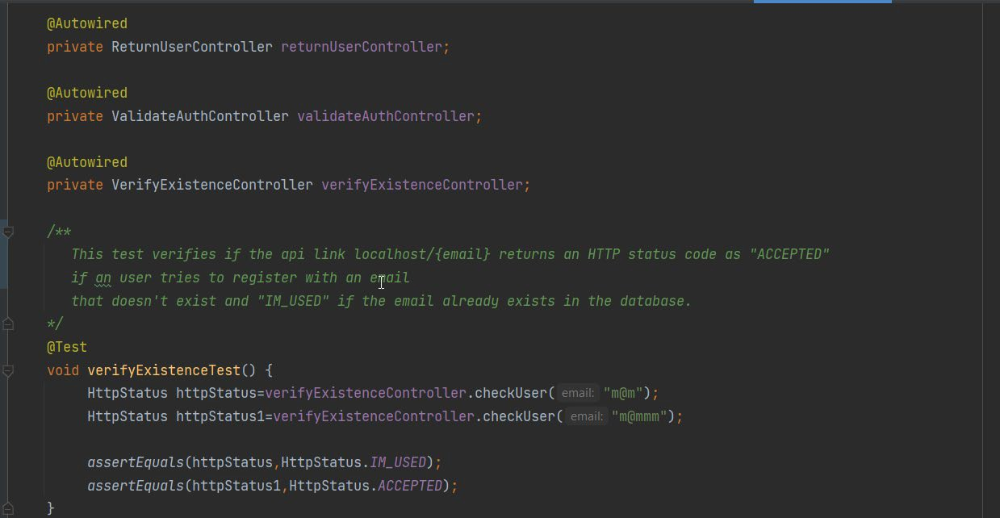 @Autowired
private ReturnUserController returnUserController;
@Autowired
private ValidateAuthController validateAuthController;
@Autowired
private VerifyExistenceController verifyExistenceController;
/**
This test verifies if the api link localhost/{email} returns an HTTP status code as "ACCEPTED"
if an user tries to register with an email
that doesn't exist and "IM_USED" if the email already exists in the database.
*/
@Test
void verifyExistenceTest() {
HttpStatus httpStatus=verifyExistenceController.checkUser( email: "m@m");
HttpStatus httpStatus1=verifyExistenceController.checkUser( email: "m@mmm");
assertEquals(httpStatus,HttpStatus.IM_USED);
assertEquals(httpStatus1,HttpStatus.ACCEPTED);
}